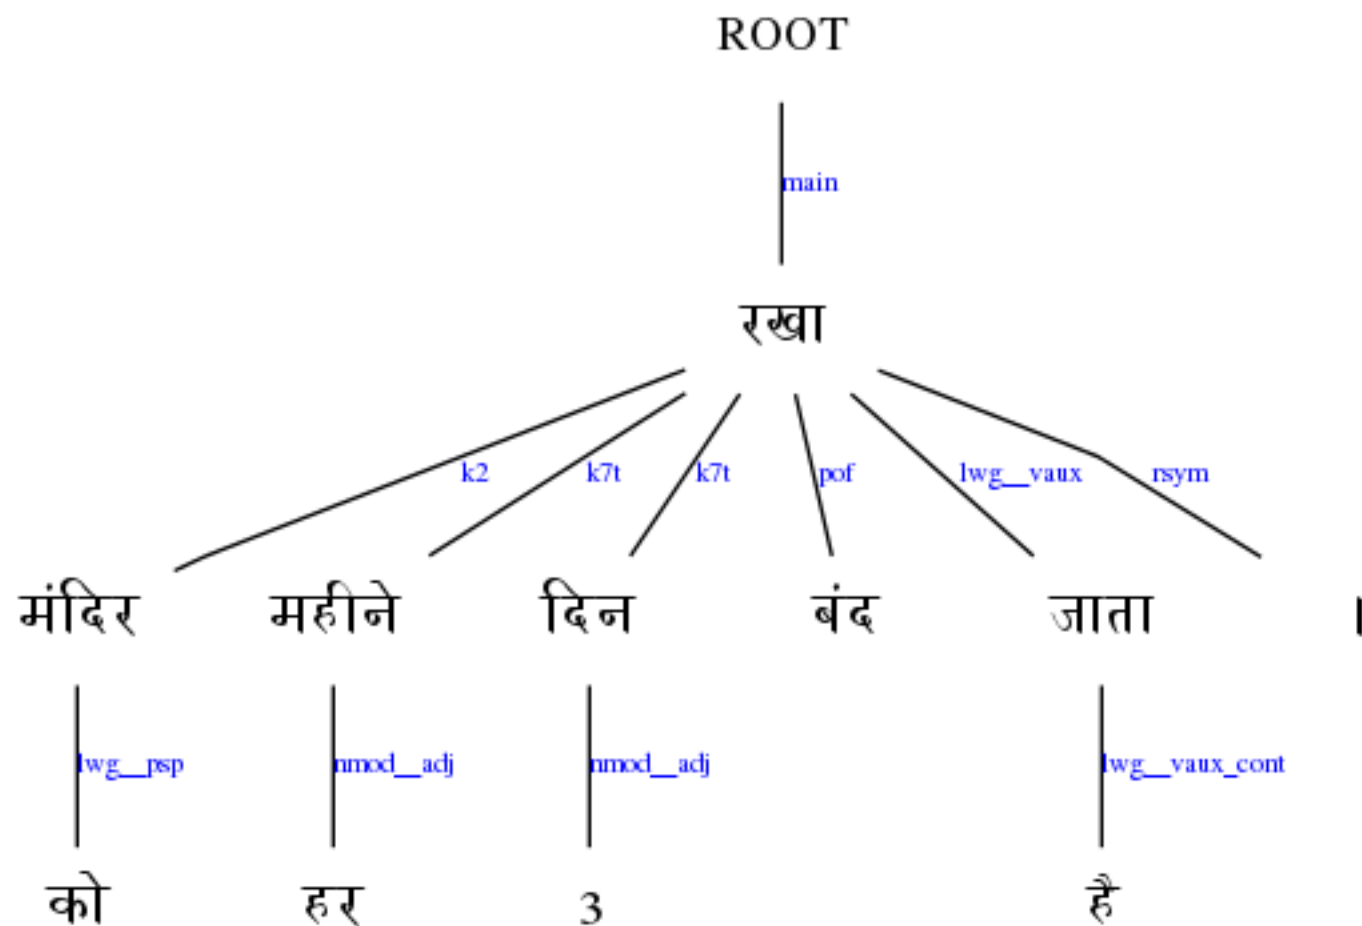 ROOT
main
रखा
k2 k7t k7t pof lwg__vaux rsym
मंदिर महीने दिन बंद जाता ।
lwg__psp nmod__adj nmod__adj lwg__vaux_cont
को हर 3 है